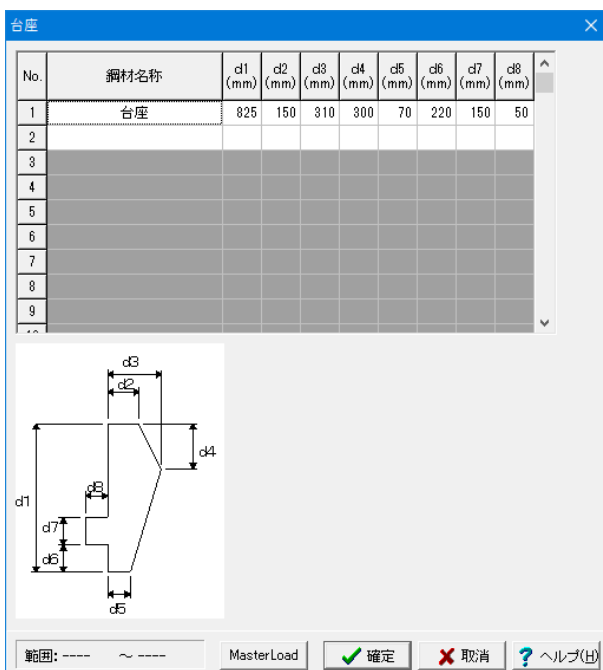 台座
No. 鋼材名称 d1 (mm) d2 (mm) d3 (mm) d4 (mm) d5 (mm) d6 (mm) d7 (mm) d8 (mm)
1 台座 825 150 310 300 70 220 150 50
2
3
4
5
6
7
8
9
d3
d2
d4
d8
d1
d7
d6
d5
範囲: ---- ～ ---- MasterLoad 確定 取消 ヘルプ(H)